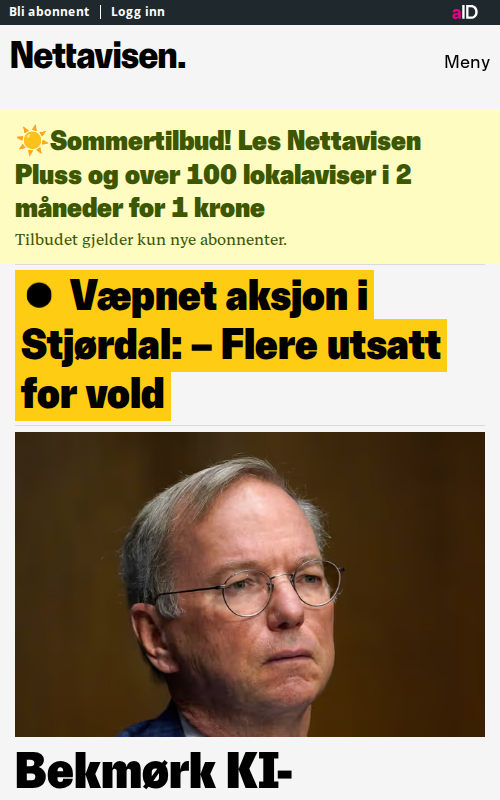 Bli abonnent | Logg inn
aID
Nettavisen.
Meny
☀️Sommertilbud! Les Nettavisen
Pluss og over 100 lokalaviser i 2
måneder for 1 krone
Tilbudet gjelder kun nye abonnenter.
● Væpnet aksjon i
Stjørdal: – Flere utsatt
for vold
Bekmørk KI-